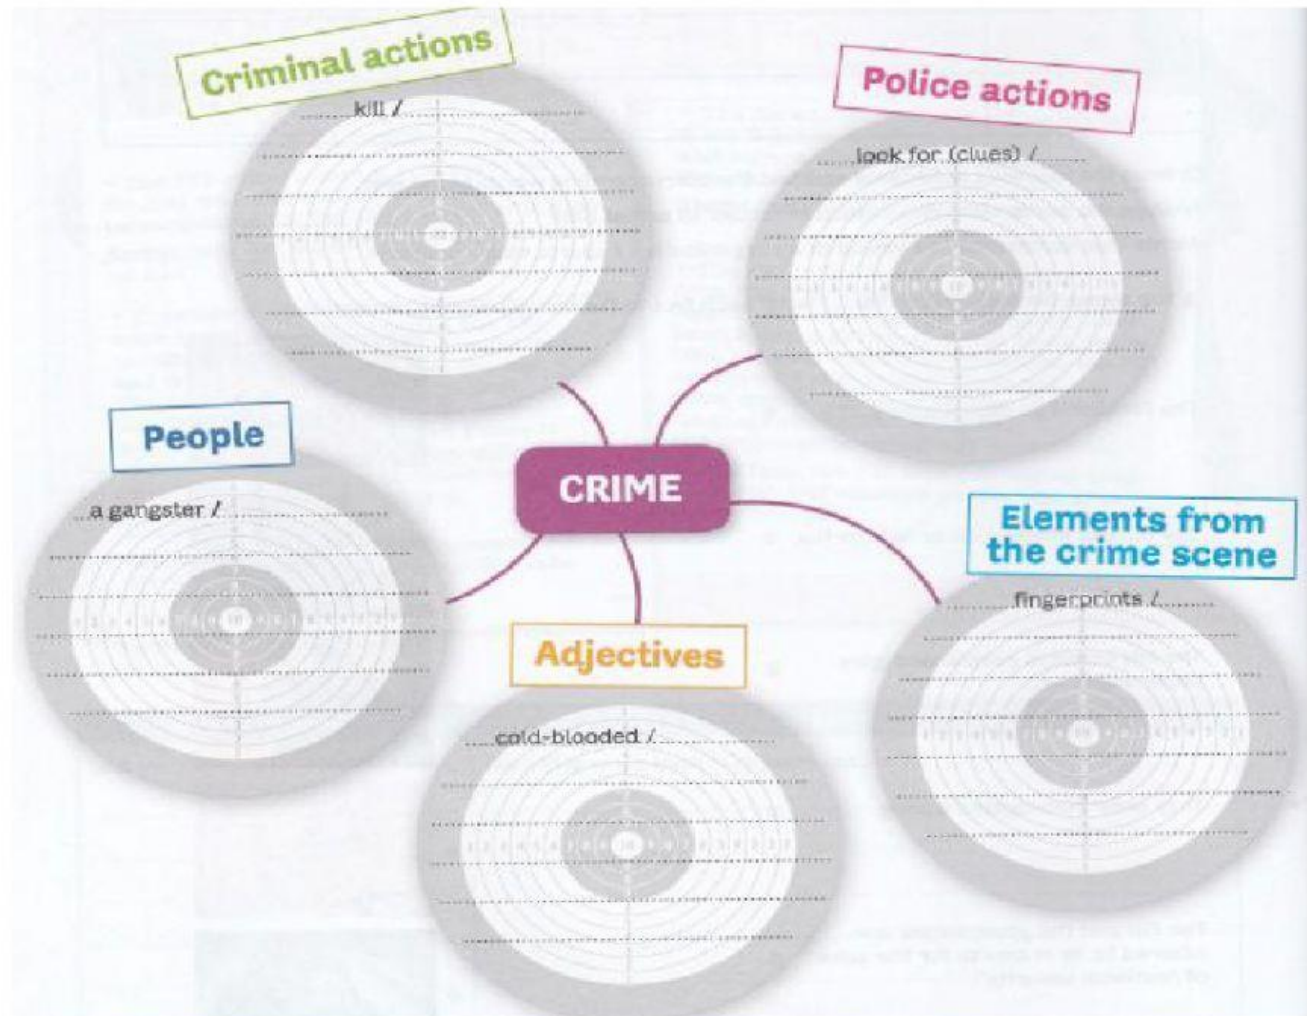 Criminal actions
kill /
Police actions
look for (clues) /
People
a gangster /
CRIME
Elements from
the crime scene
fingerprints /
Adjectives
cold-blooded /